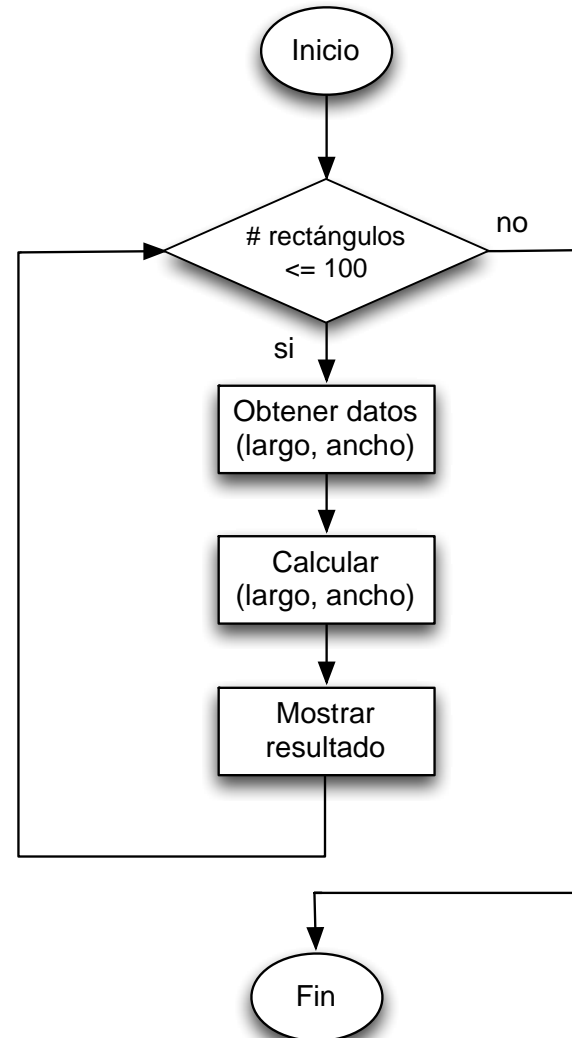 Inicio
# rectángulos
<= 100
no
si
Obtener datos
(largo, ancho)
Calcular
(largo, ancho)
Mostrar
resultado
Fin